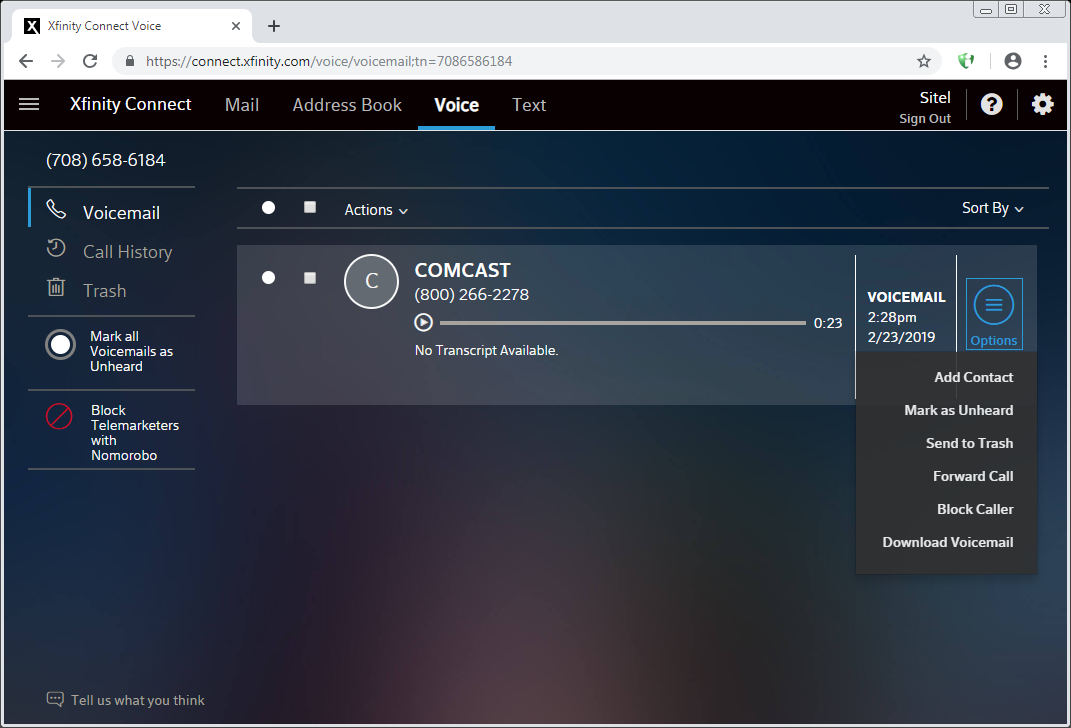 Xfinity Connect Voice
https://connect.xfinity.com/voice/voicemail;tn=7086586184
Xfinity Connect
Mail
Address Book
Voice
Text
Sitel
Sign Out
(708) 658-6184
Voicemail
Call History
Trash
Mark all
Voicemails as
Unheard
Block
Telemarketers
with
Nomorobo
Actions
Sort By
C
COMCAST
(800) 266-2278
0:23
No Transcript Available.
VOICEMAIL
2:28pm
2/23/2019
Options
Add Contact
Mark as Unheard
Send to Trash
Forward Call
Block Caller
Download Voicemail
Tell us what you think